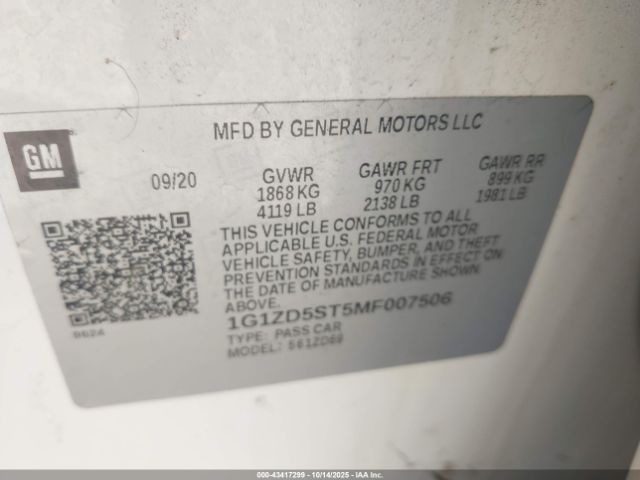 GM
MFD BY GENERAL MOTORS LLC
09/20
GVWR
1868 KG
4119 LB
GAWR FRT
970 KG
2138 LB
GAWR RR
899 KG
1981 LB
THIS VEHICLE CONFORMS TO ALL
APPLICABLE U.S. FEDERAL MOTOR
VEHICLE SAFETY, BUMPER, AND THEFT
PREVENTION STANDARDS IN EFFECT ON
THE DATE OF MANUFACTURE SHOWN
ABOVE.
1G1ZD5ST5MF007506
TYPE: PASS CAR
MODEL: 561ZD69
8624
000-43417299 - 10/14/2025 - IAA Inc.